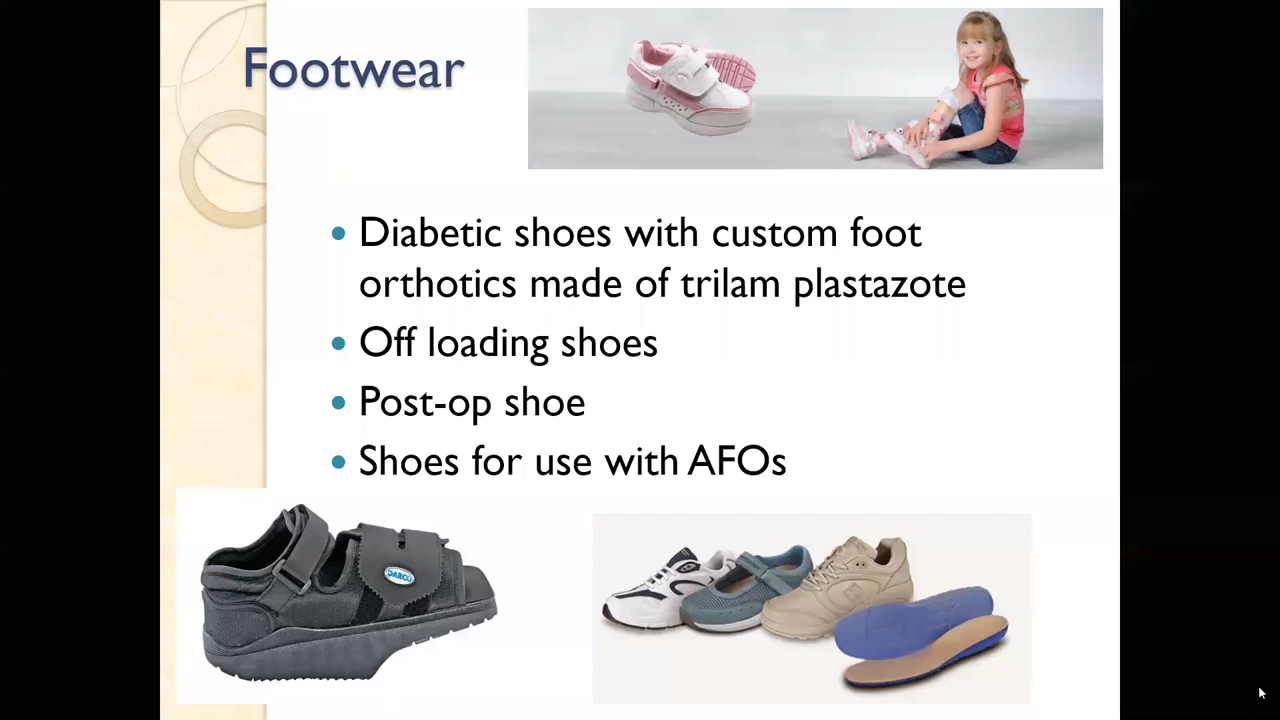 Footwear
Diabetic shoes with custom foot
orthotics made of trilam plastazote
Off loading shoes
Post-op shoe
Shoes for use with AFOs
DARCO